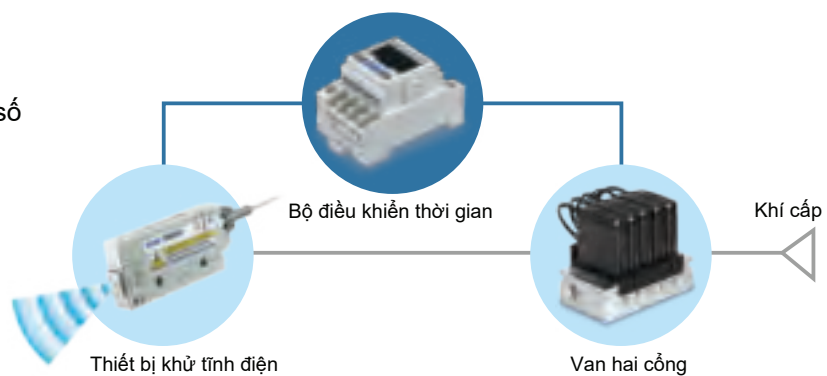 số
Bộ điều khiển thời gian
Khí cấp
Thiết bị khử tĩnh điện
Van hai cổng